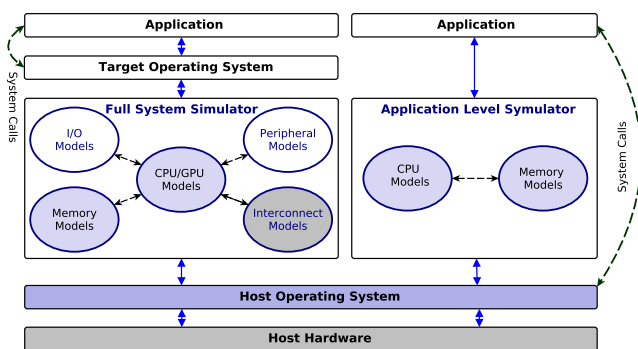 Application
Application
System Calls
Target Operating System
Full System Simulator
Application Level Symulator
I/O
Models
Peripheral
Models
CPU/GPU
Models
Memory
Models
Interconnect
Models
CPU
Models
Memory
Models
System Calls
Host Operating System
Host Hardware